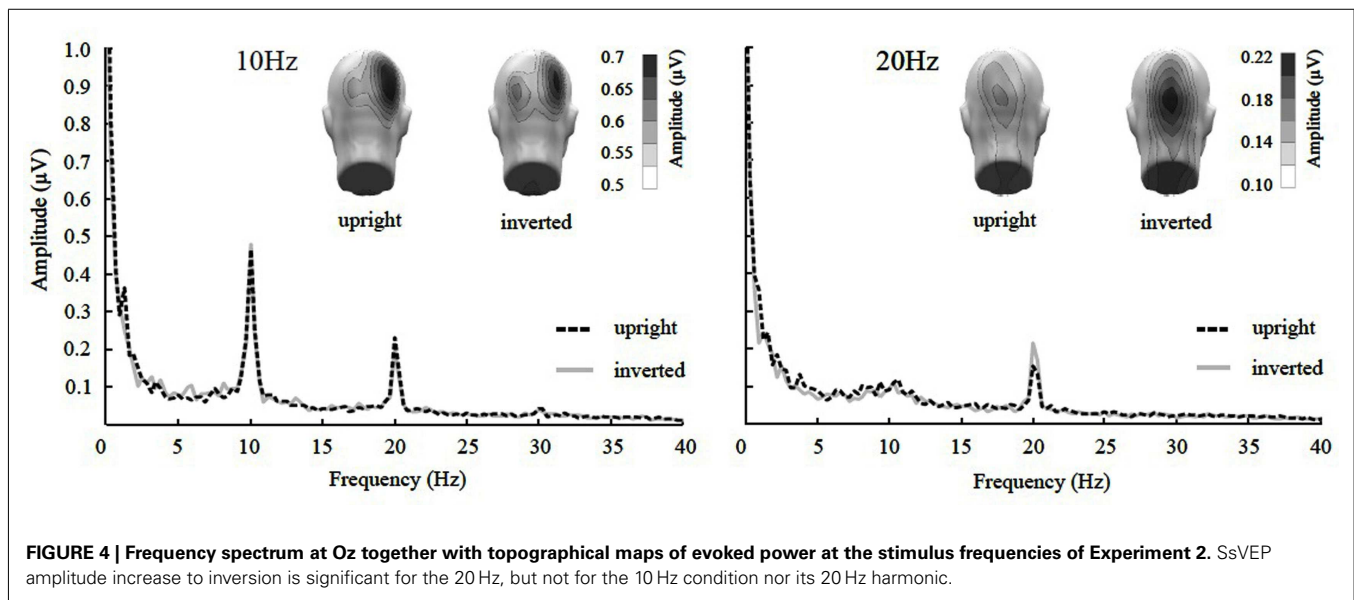 10Hz
1.0
0.9
0.8
0.7
0.6
0.5
0.4
0.3
0.2
0.1
Amplitude (µV)
0.7
0.65
0.6
0.55
0.5
Amplitude (µV)
upright
inverted
upright
inverted
0 5 10 15 20 25 30 35 40
Frequency (Hz)
20Hz
0.22
0.18
0.14
0.10
Amplitude (µV)
upright
inverted
upright
inverted
0 5 10 15 20 25 30 35 40
Frequency (Hz)
FIGURE 4 | Frequency spectrum at Oz together with topographical maps of evoked power at the stimulus frequencies of Experiment 2. SsVEP
amplitude increase to inversion is significant for the 20 Hz, but not for the 10 Hz condition nor its 20 Hz harmonic.